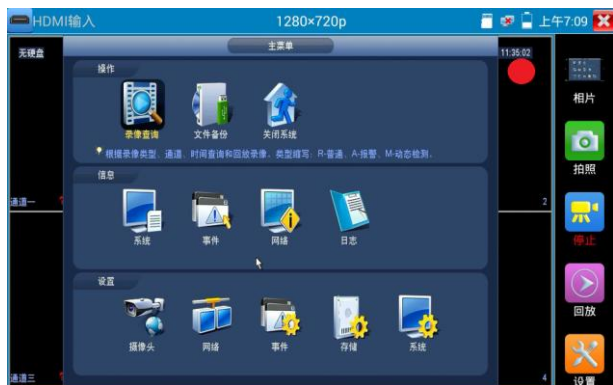 HDMI输入
1280×720p
上午7:09
无硬盘
主菜单
11:35:02
操作
录像查询
文件备份
关闭系统
根据录像类型、通道、时间查询和回放录像。类型缩写：R-普通、A-报警、M-动态检测。
信息
通道一
2
系统
事件
网络
日志
设置
摄像头
网络
事件
存储
系统
通道三
4
相片
拍照
停止
回放
设置